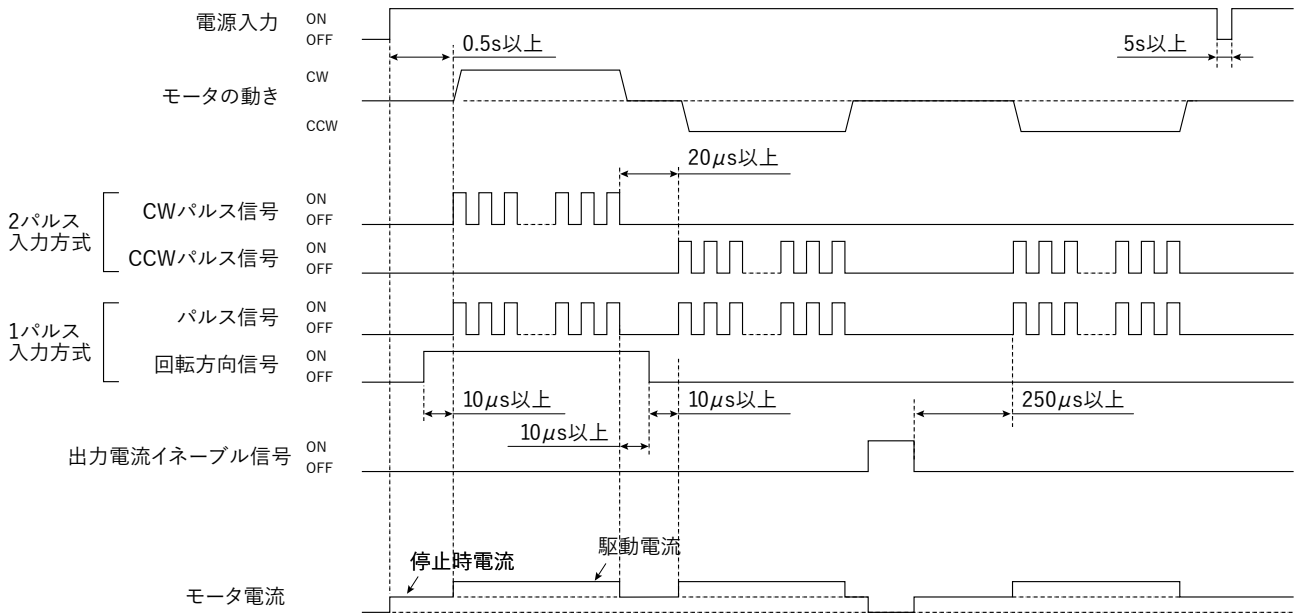 電源入力 ON
OFF
0.5s以上
5s以上
モータの動き CW
CCW
20μs以上
2パルス
入力方式
CWパルス信号 ON
OFF
CCWパルス信号 ON
OFF
1パルス
入力方式
パルス信号 ON
OFF
回転方向信号 ON
OFF
10μs以上
10μs以上
10μs以上
250μs以上
出力電流イネーブル信号 ON
OFF
停止時電流
駆動電流
モータ電流